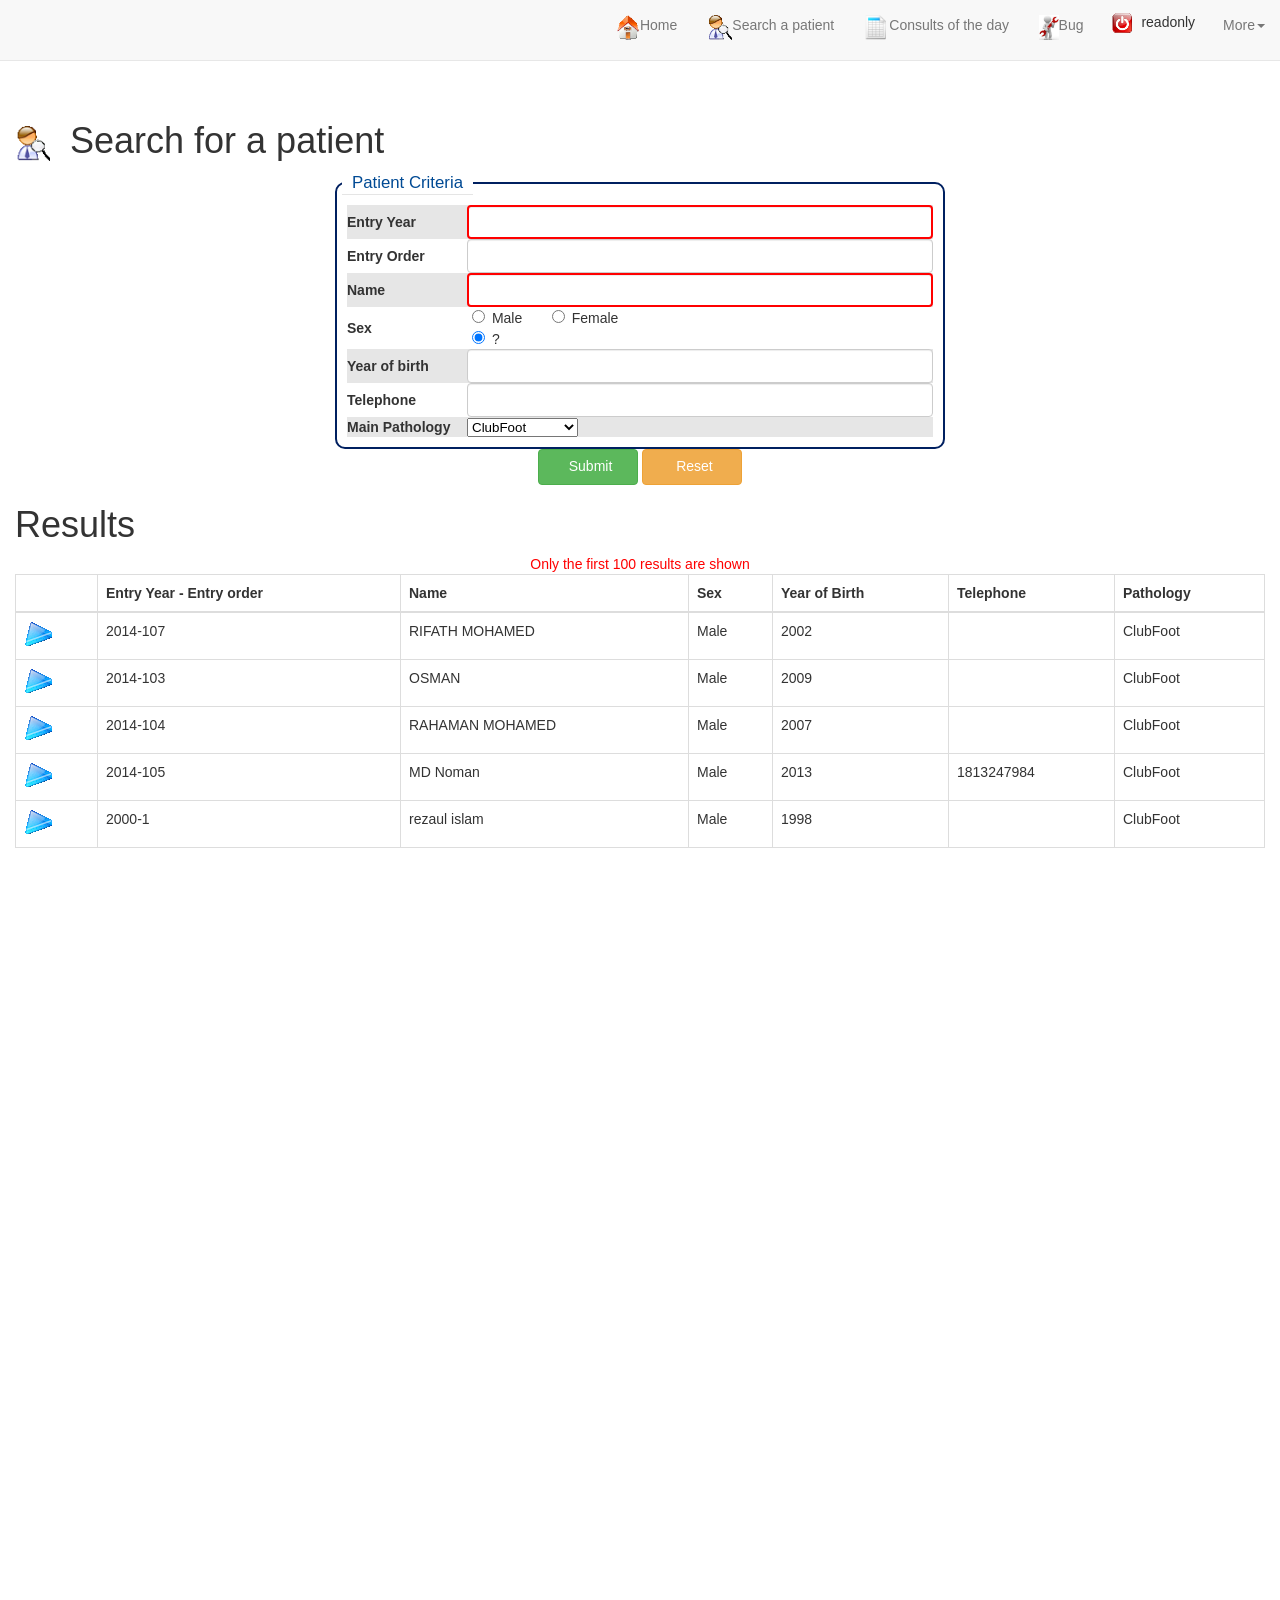 Home Search a patient Consults of the day Bug readonly More
Search for a patient
Patient Criteria
Entry Year
Entry Order
Name
Sex Male Female
?
Year of birth
Telephone
Main Pathology ClubFoot
Submit Reset
Results
Only the first 100 results are shown
Entry Year - Entry order Name Sex Year of Birth Telephone Pathology
2014-107 RIFATH MOHAMED Male 2002 ClubFoot
2014-103 OSMAN Male 2009 ClubFoot
2014-104 RAHAMAN MOHAMED Male 2007 ClubFoot
2014-105 MD Noman Male 2013 1813247984 ClubFoot
2000-1 rezaul islam Male 1998 ClubFoot